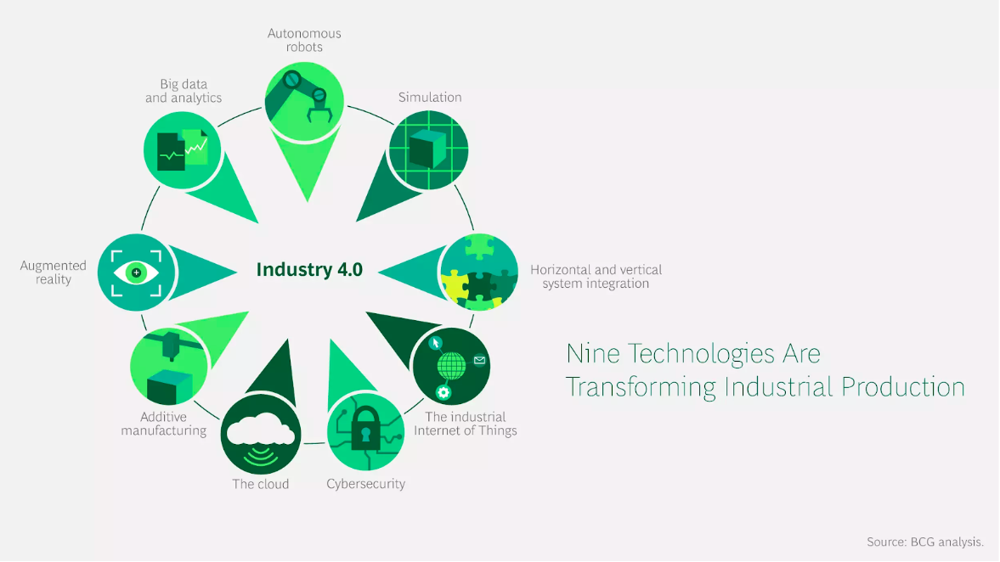 Autonomous
robots
Big data
and analytics
Simulation
Augmented
reality
Industry 4.0
Horizontal and vertical
system integration
Nine Technologies Are
Transforming Industrial Production
Additive
manufacturing
The industrial
Internet of Things
The cloud
Cybersecurity
Source: BCG analysis.